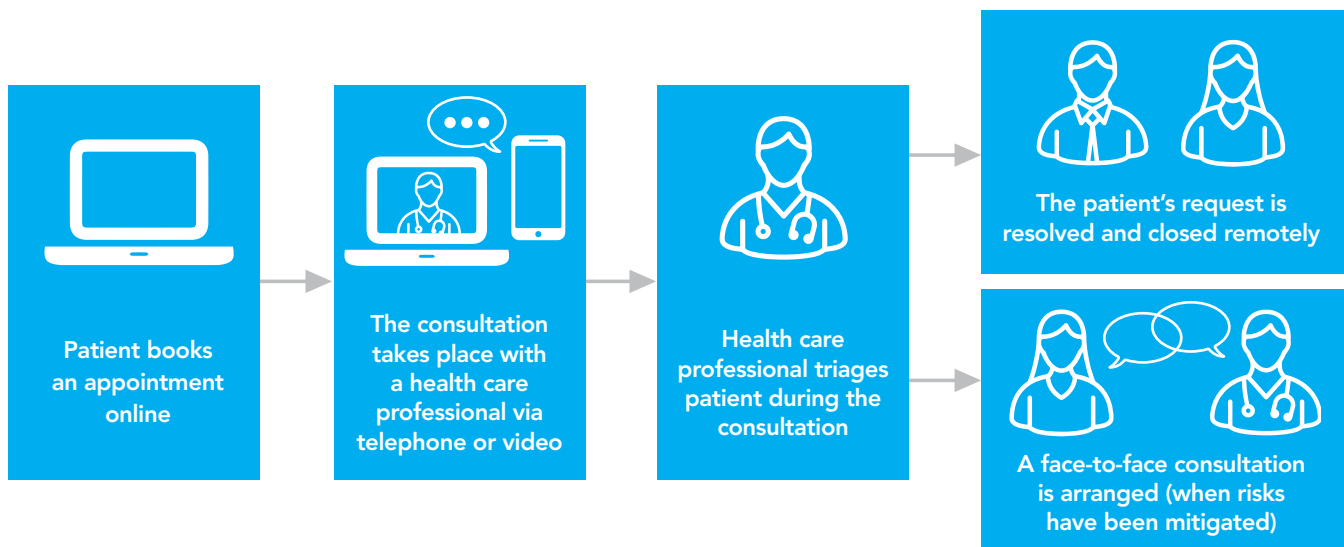 Patient books
an appointment
online
The consultation
takes place with
a health care
professional via
telephone or video
Health care
professional triages
patient during the
consultation
The patient’s request is
resolved and closed remotely
A face-to-face consultation
is arranged (when risks
have been mitigated)